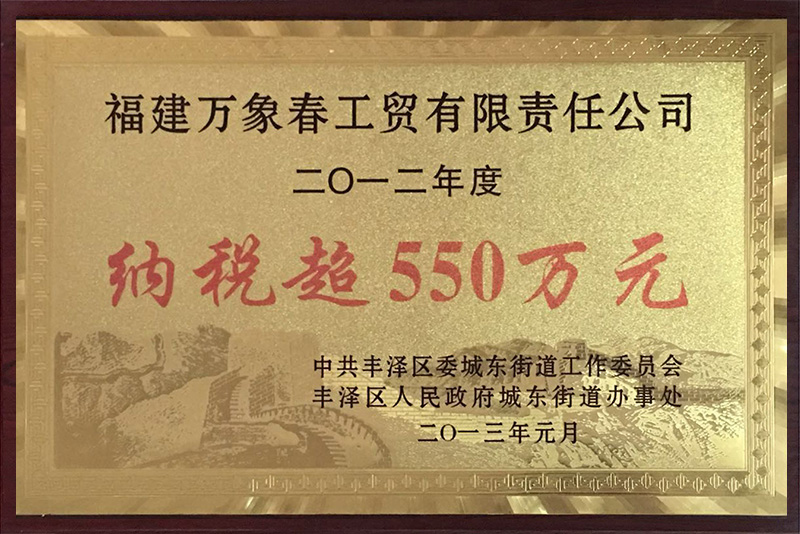 福建万象春工贸有限责任公司
二〇一二年度
纳税超550万元
中共丰泽区委城东街道工作委员会
丰泽区人民政府城东街道办事处
二〇一三年元月